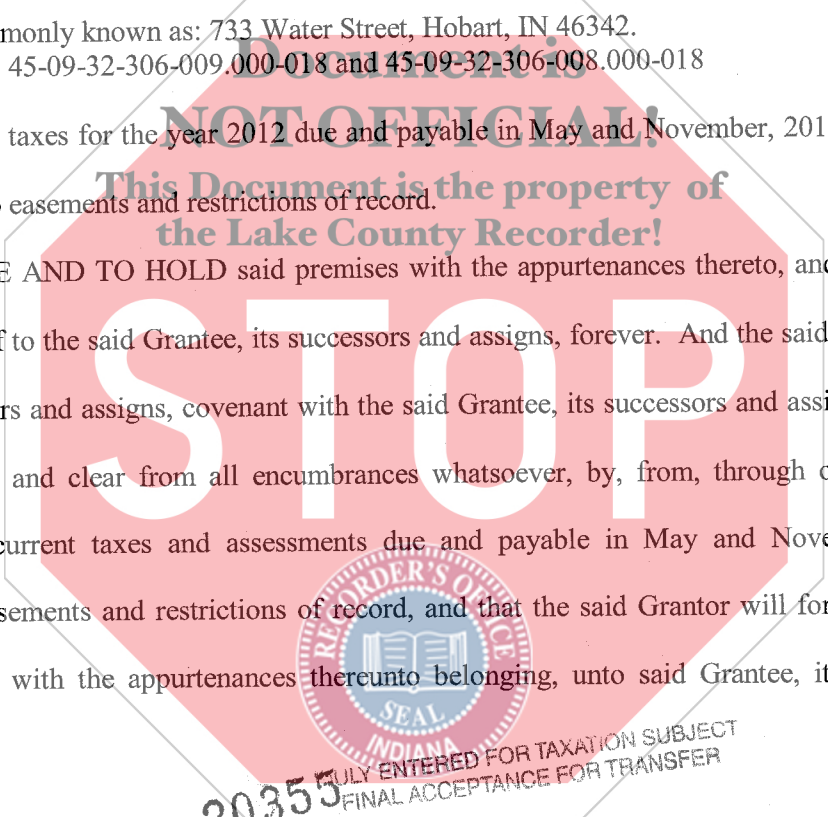 monly known as: 733 Water Street, Hobart, IN 46342.
Document is
45-09-32-306-009.000-018 and 45-09-32-306-008.000-018
NOT OFFICIAL!
taxes for the year 2012 due and payable in May and November, 201
This Document is the property of
easements and restrictions of record.
the Lake County Recorder!
E AND TO HOLD said premises with the appurtenances thereto, and
f to the said Grantee, its successors and assigns, forever. And the said
STOP
rs and assigns, covenant with the said Grantee, its successors and assi
and clear from all encumbrances whatsoever, by, from, through
current taxes and assessments due and payable in May and Nove
sements and restrictions of record, and that the said Grantor will for
with the appurtenances thereunto belonging, unto said Grantee, it
RECORDER'S OFFICE
SEAL
INDIANA
DULY ENTERED FOR TAXATION SUBJECT
FINAL ACCEPTANCE FOR TRANSFER
20355